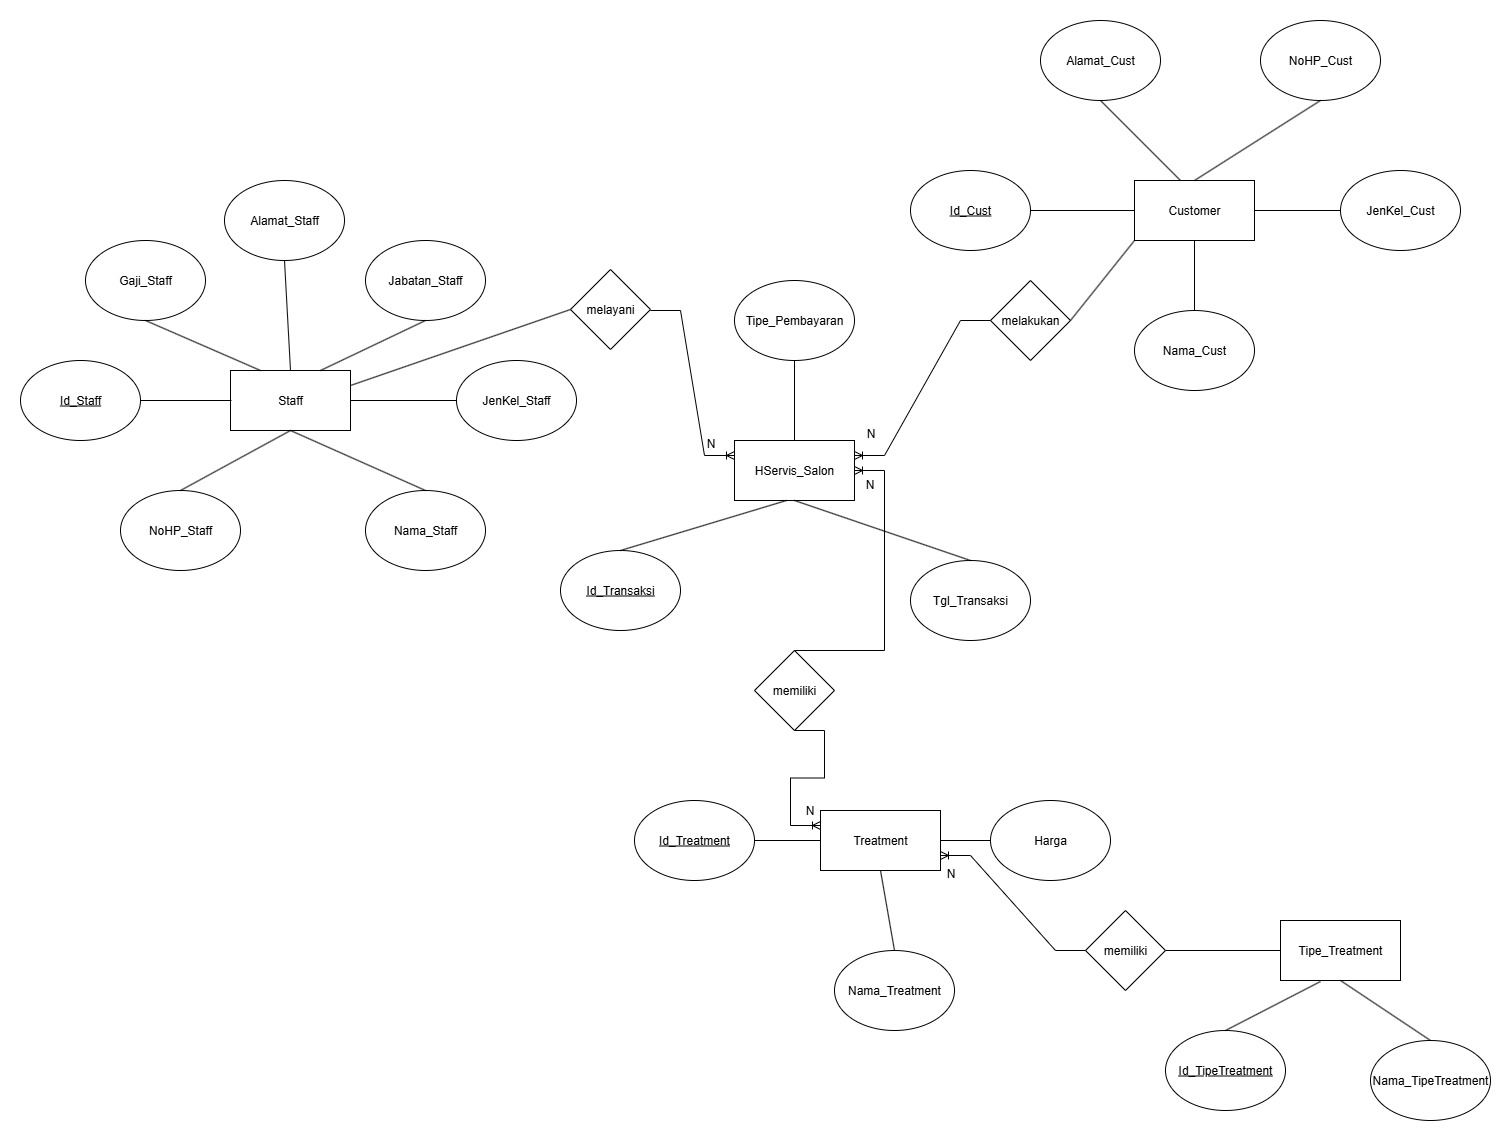 Alamat_Cust
NoHP_Cust
Id_Cust
Customer
JenKel_Cust
Alamat_Staff
Gaji_Staff
Jabatan_Staff
melayani
Tipe_Pembayaran
melakukan
Nama_Cust
Id_Staff
Staff
JenKel_Staff
N
N
HServis_Salon
N
NoHP_Staff
Nama_Staff
Id_Transaksi
Tgl_Transaksi
memiliki
N
Id_Treatment
Treatment
Harga
N
Nama_Treatment
memiliki
Tipe_Treatment
Id_TipeTreatment
Nama_TipeTreatment